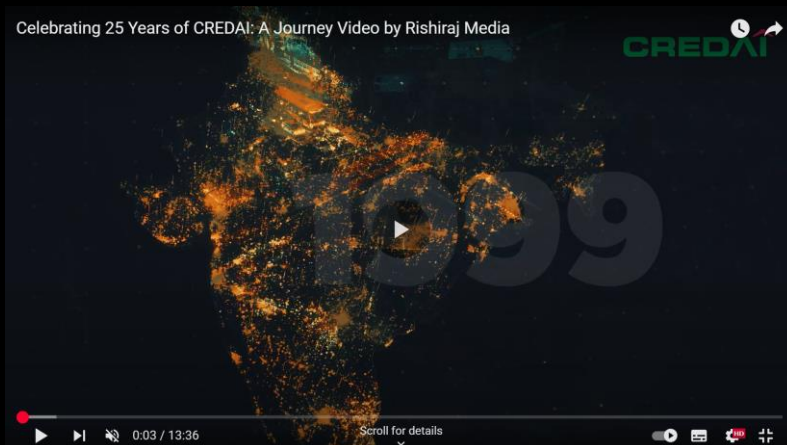 Celebrating 25 Years of CREDAI: A Journey Video by Rishiraj Media
CREDAI
1999
0:03 / 13:36
Scroll for details
HD